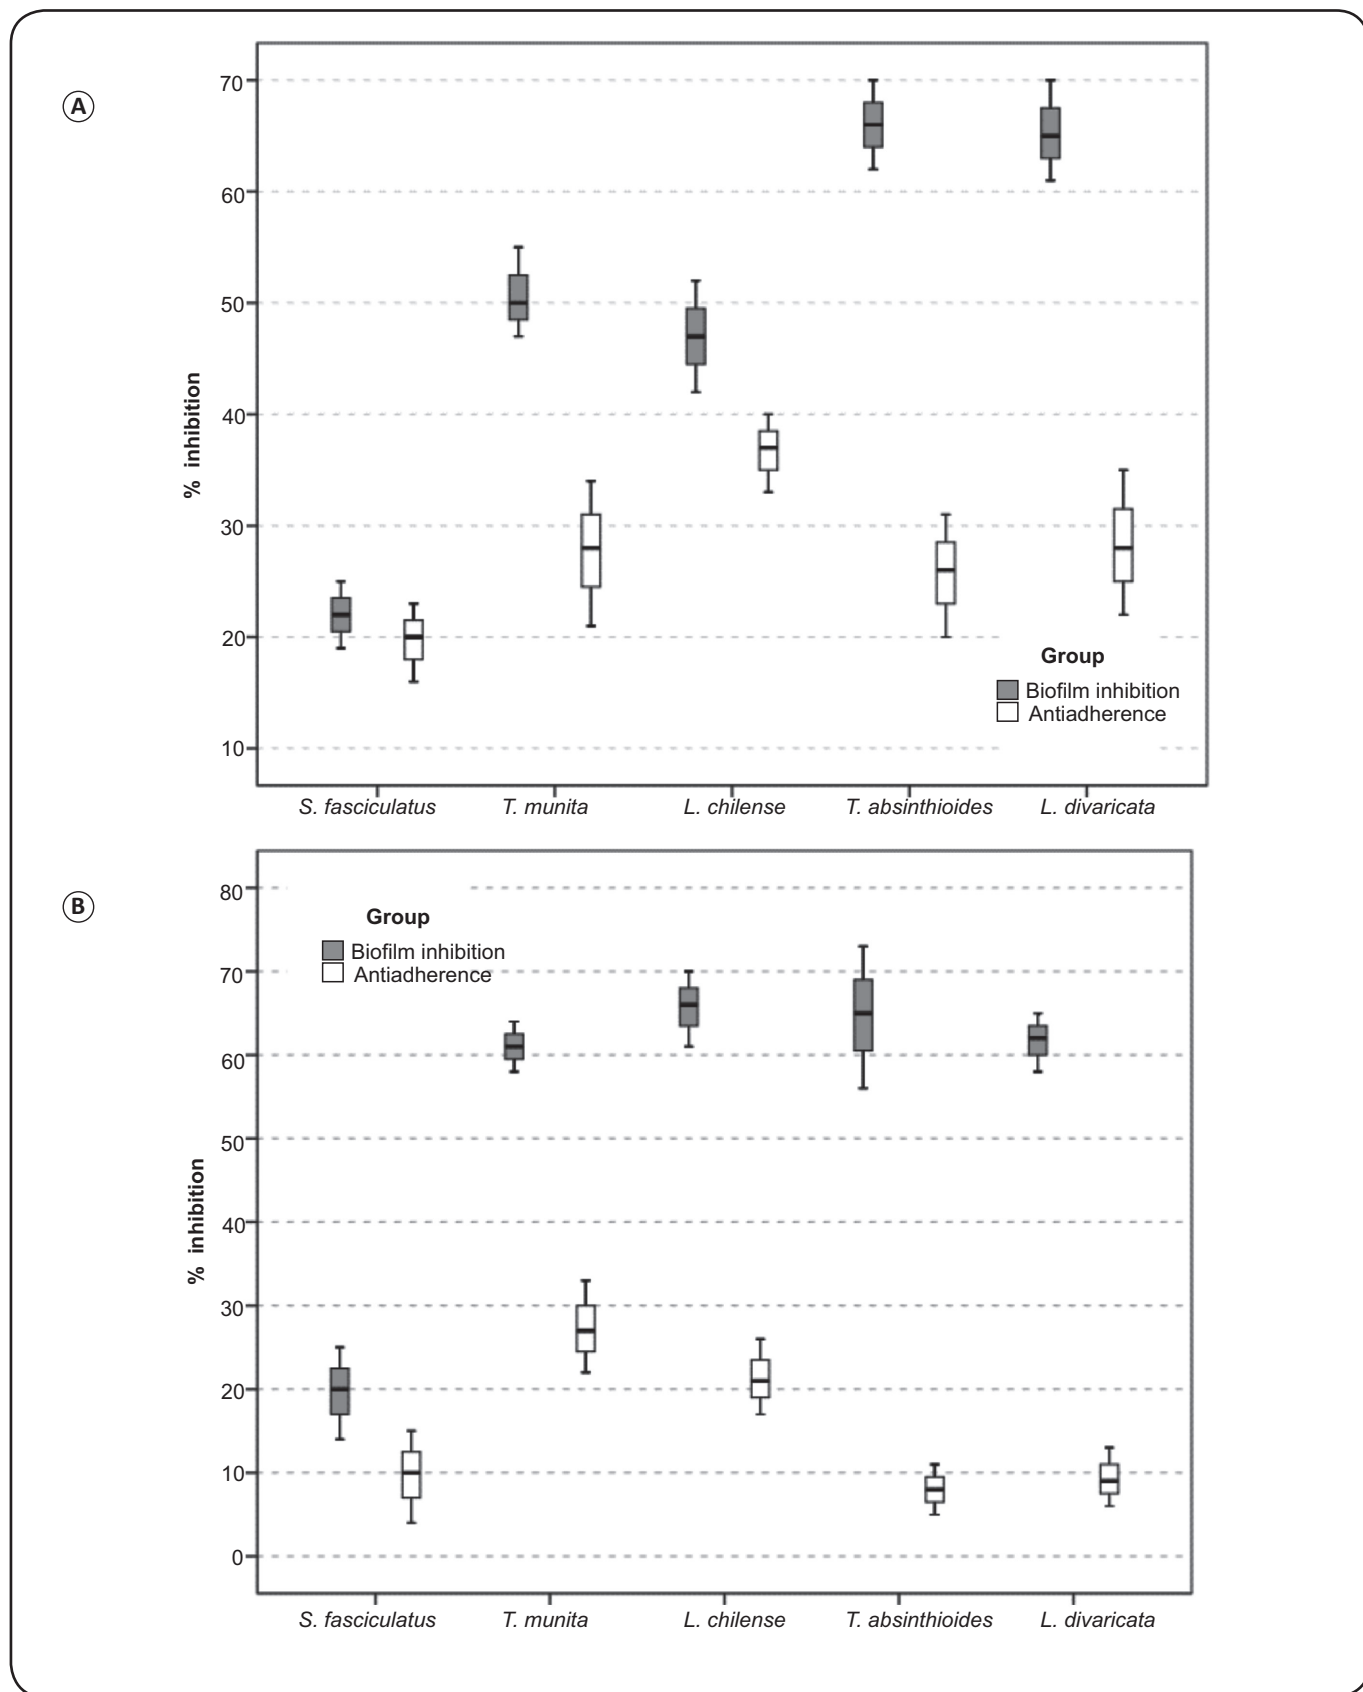 A
70
60
50
40
30
20
10
% inhibition
Group
Biofilm inhibition
Antiadherence
S. fasciculatus T. munita L. chilense T. absinthioides L. divaricata
B
80
70
60
50
40
30
20
10
0
% inhibition
Group
Biofilm inhibition
Antiadherence
S. fasciculatus T. munita L. chilense T. absinthioides L. divaricata